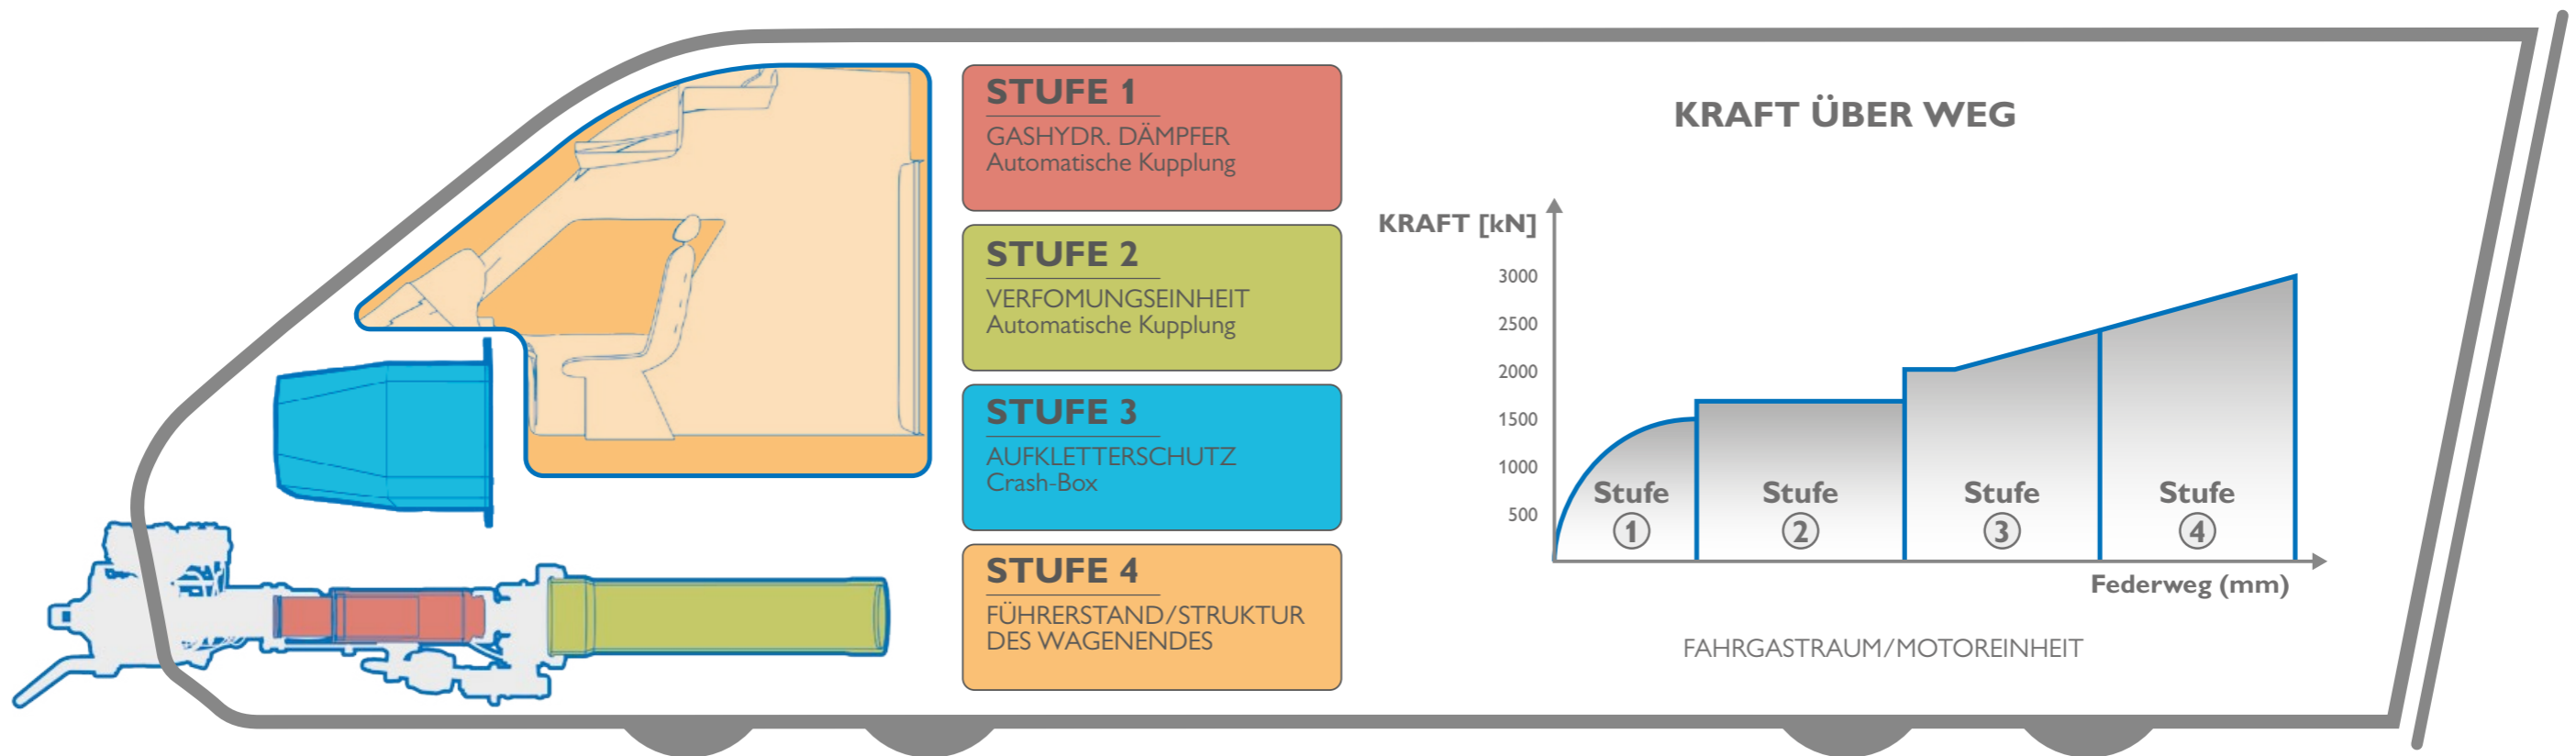 STUFE 1
GASHYDR. DÄMPFER
Automatische Kupplung
STUFE 2
VERFOMUNGSEINHEIT
Automatische Kupplung
STUFE 3
AUFKLETTERSCHUTZ
Crash-Box
STUFE 4
FÜHRERSTAND/STRUKTUR
DES WAGENENDES
KRAFT ÜBER WEG
KRAFT [kN]
3000
2500
2000
1500
1000
500
Stufe
1
Stufe
2
Stufe
3
Stufe
4
Federweg (mm)
FAHRGASTRAUM/MOTOREINHEIT